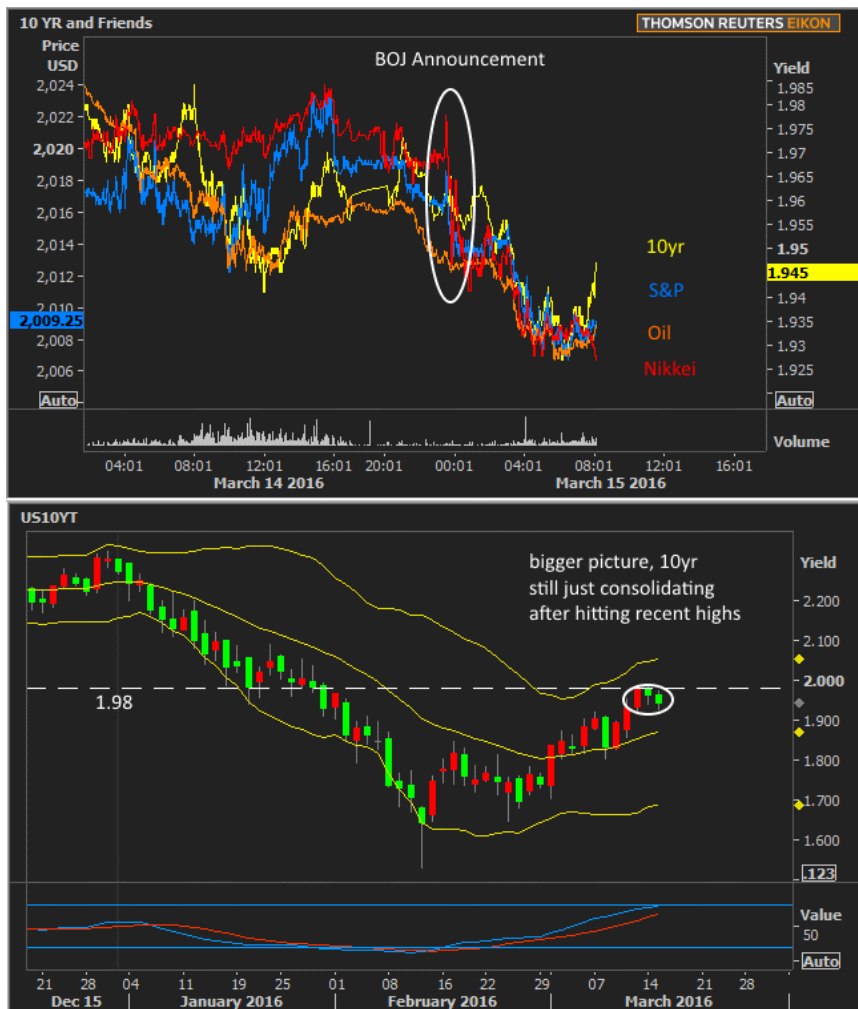 10 YR and Friends
THOMSON REUTERS EIKON
Price
USD
BOJ Announcement
Yield
2,024
2,022
2,020
2,018
2,016
2,014
2,012
2,010
2,009.25
2,008
2,006
Auto
1.985
1.98
1.975
1.97
1.965
1.96
1.955
1.95
1.945
1.94
1.935
1.93
1.925
Auto
10yr
S&P
Oil
Nikkei
Volume
04:01 08:01 12:01 16:01 20:01 00:01 04:01 08:01 12:01 16:01
March 14 2016 March 15 2016
US10YT
bigger picture, 10yr
still just consolidating
after hitting recent highs
Yield
2.200
2.100
2.000
1.900
1.800
1.700
1.600
.123
1.98
Value
50
Auto
21 28 04 11 19 25 01 08 16 22 29 07 14 21 28
Dec 15 January 2016 February 2016 March 2016